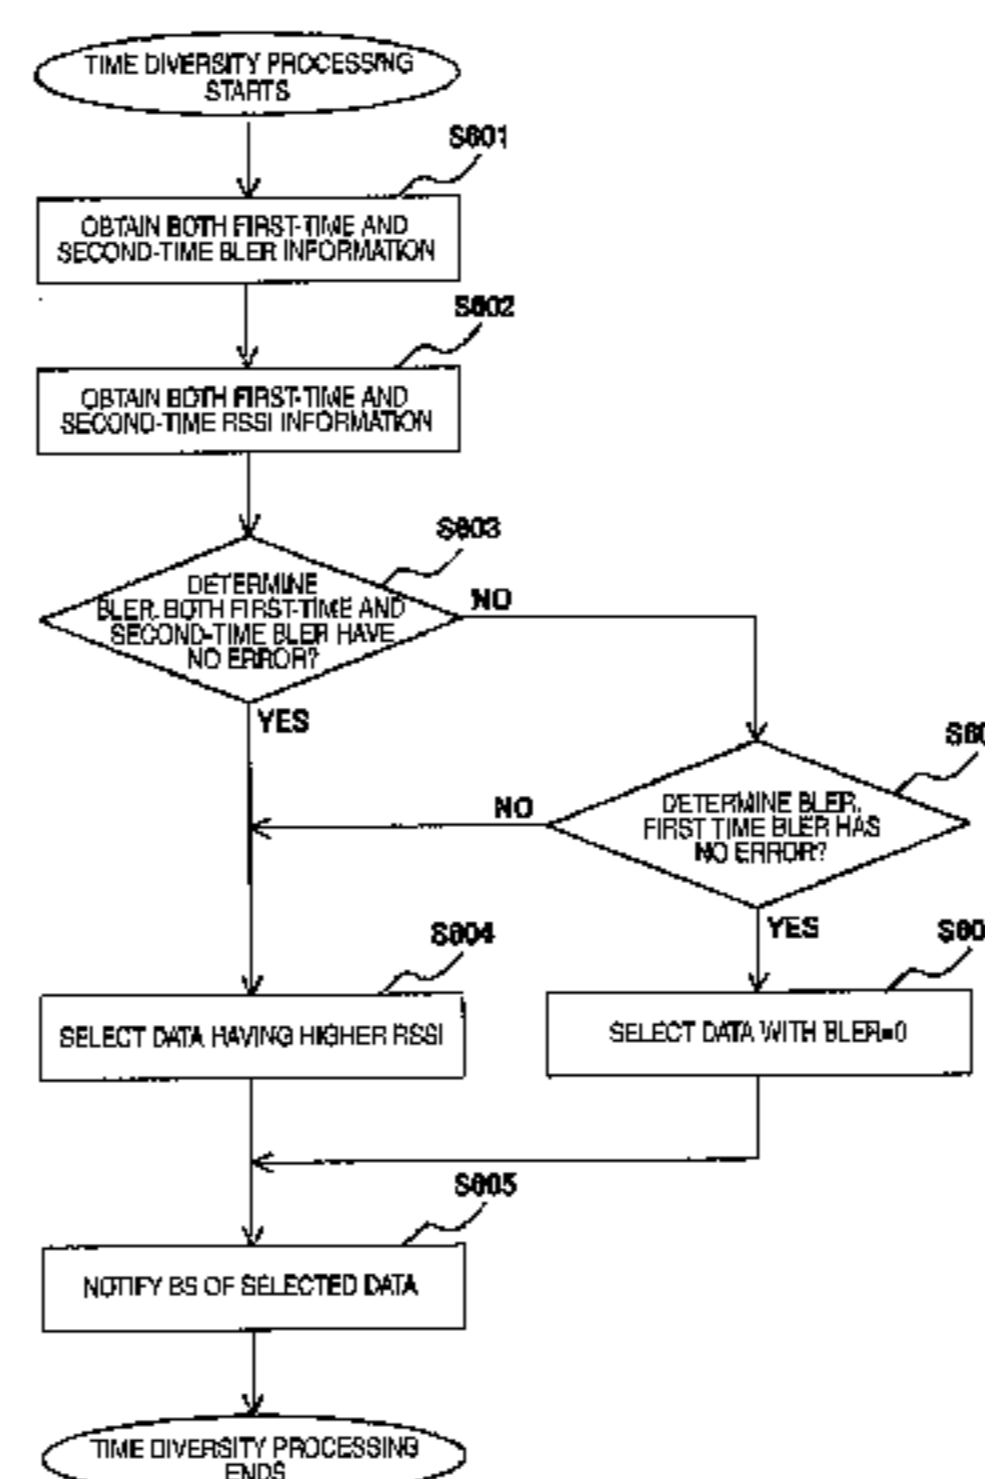 TIME DIVERSITY PROCESSING
STARTS
S601
OBTAIN BOTH FIRST-TIME AND
SECOND-TIME BLER INFORMATION
S602
OBTAIN BOTH FIRST-TIME AND
SECOND-TIME RSSI INFORMATION
S603
DETERMINE
BLER. BOTH FIRST-TIME AND
SECOND-TIME BLER HAVE
NO ERROR?
NO
YES
DETERMINE BLER.
FIRST TIME BLER HAS
NO ERROR?
NO
YES
S604
SELECT DATA HAVING HIGHER RSSI
SELECT DATA WITH BLER=0
S605
NOTIFY BS OF SELECTED DATA
TIME DIVERSITY PROCESSING
ENDS